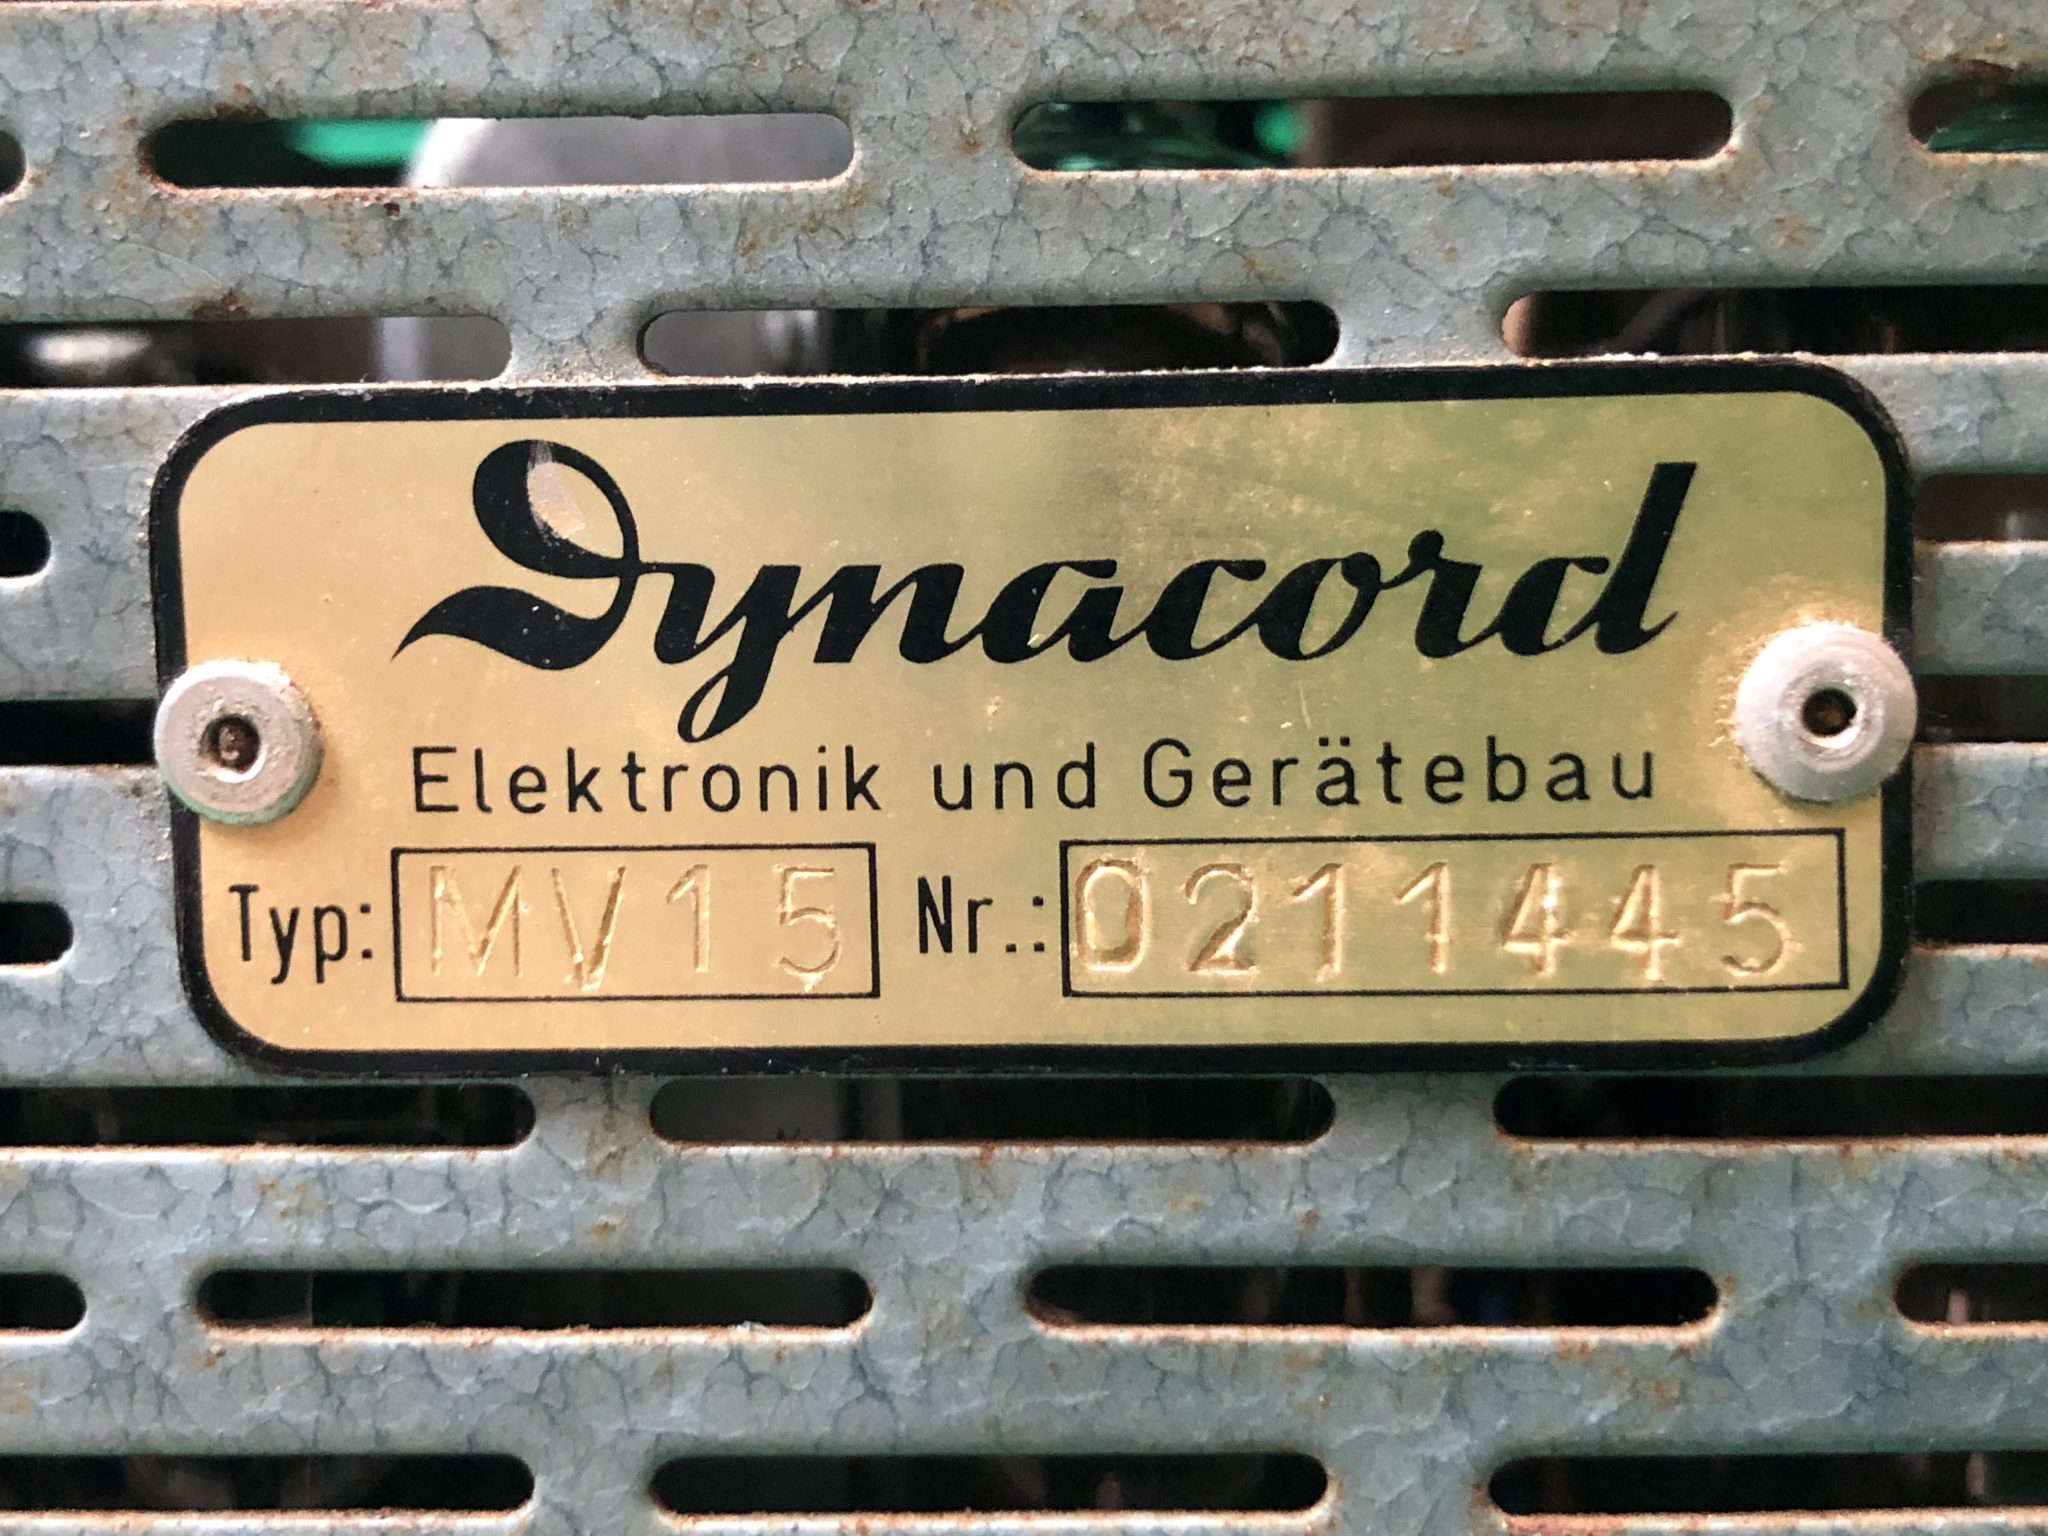 Dynacord
Elektronik und Gerätebau
Typ: MV15 Nr.: 0211445